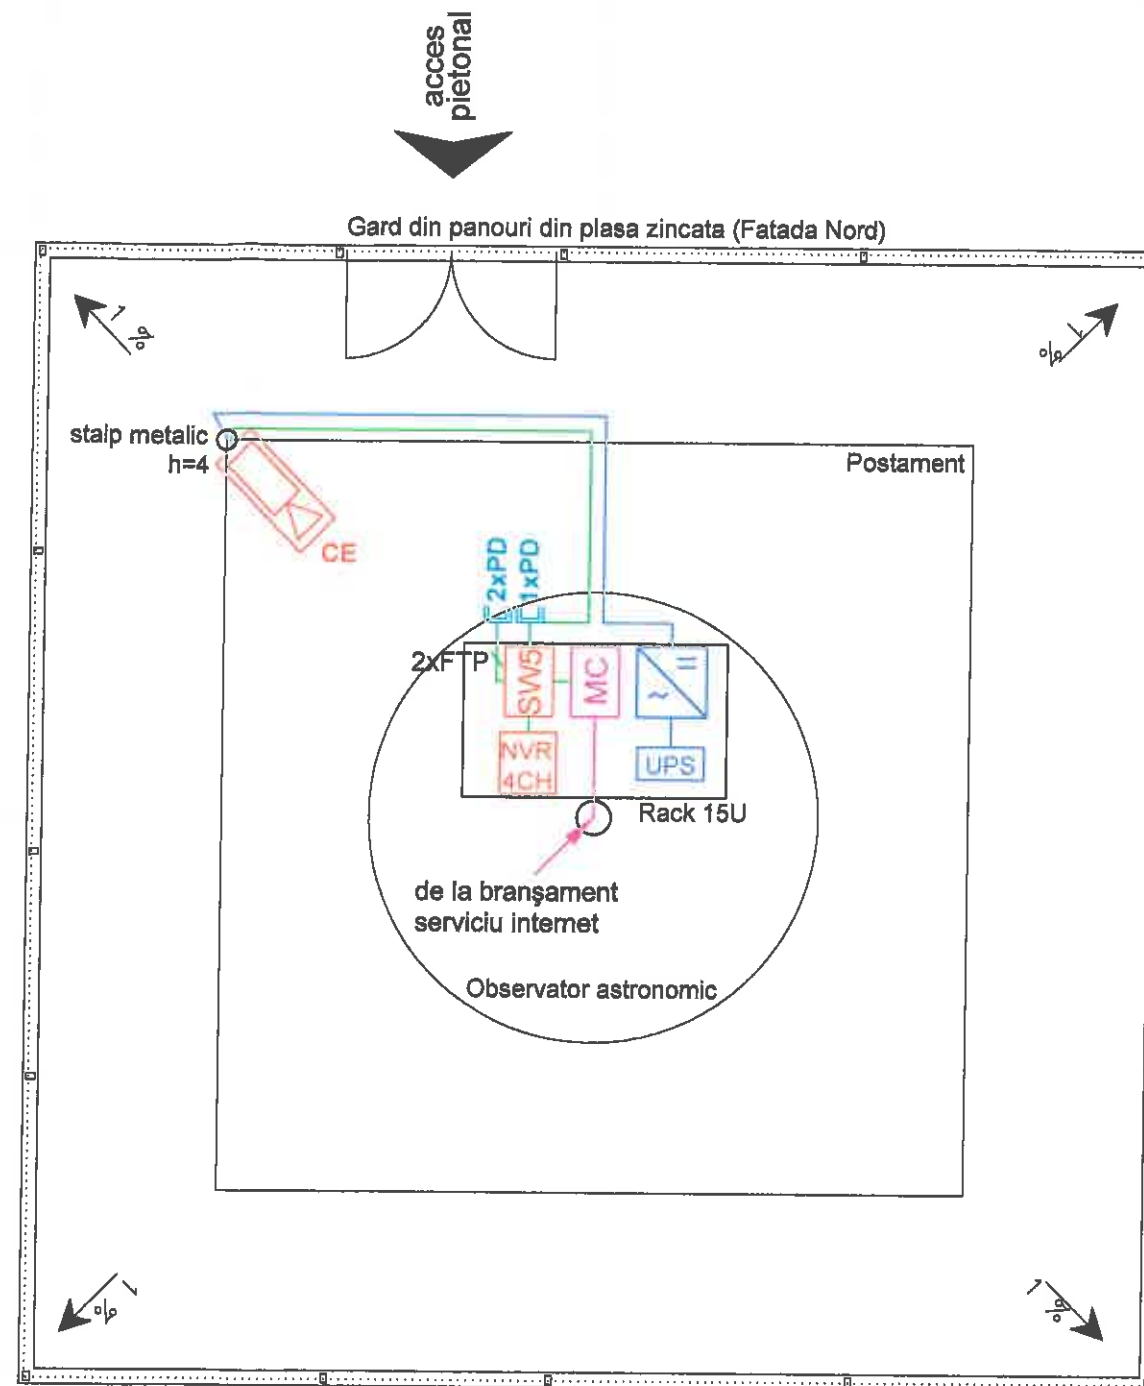 acces
pietonal
Gard din panouri din plasa zincata (Fatada Nord)
1 %
1 %
stalp metalic
h=4
Postament
CE
2xPD
1xPD
2xFTP
SW5
MC
=
~
NVR
4CH
UPS
Rack 15U
de la branşament
serviciu internet
Observator astronomic
1 %
1 %